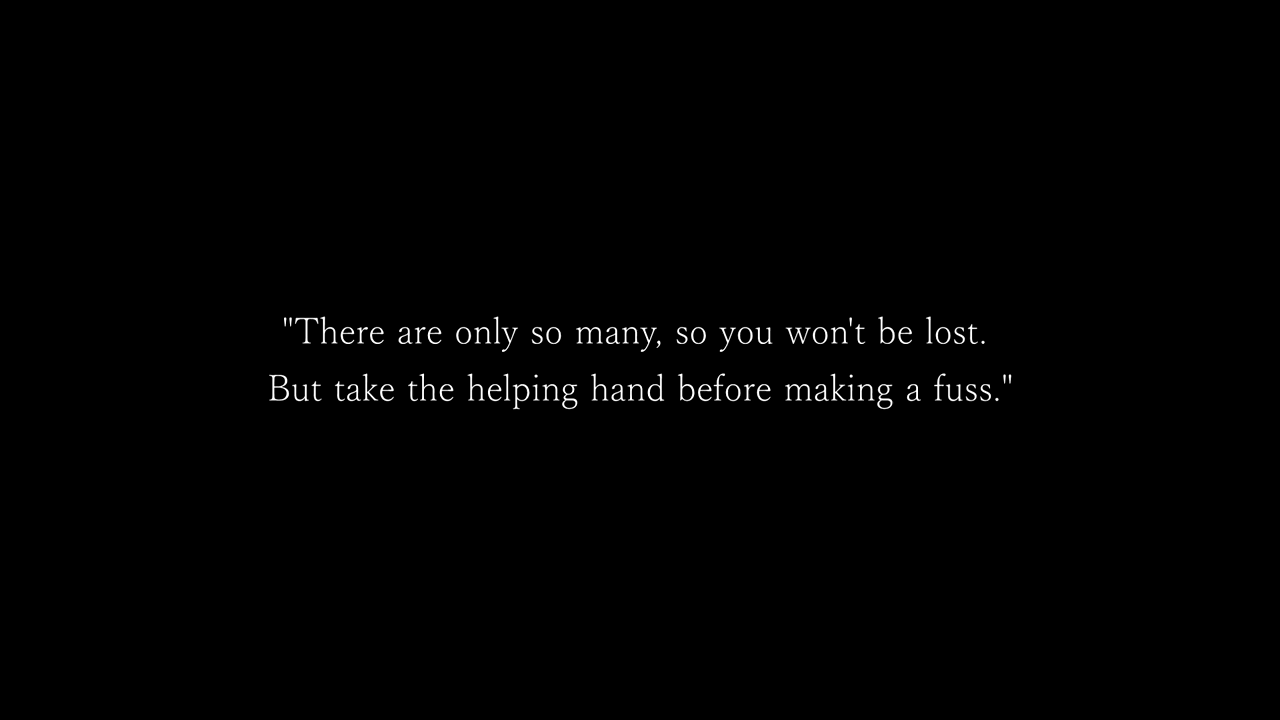 "There are only so many, so you won't be lost.
But take the helping hand before making a fuss."